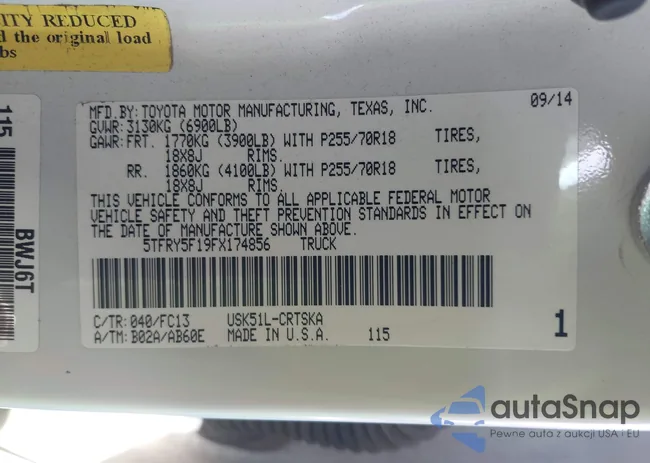 ITY REDUCED
d the original load
bs
115
BWJ6T
MFD.BY:TOYOTA MOTOR MANUFACTURING, TEXAS, INC. 09/14
GVWR:3130KG (6900LB)
GAWR:FRT. 1770KG (3900LB) WITH P255/70R18 TIRES,
18X8J RIMS.
RR. 1860KG (4100LB) WITH P255/70R18 TIRES,
18X8J RIMS.
THIS VEHICLE CONFORMS TO ALL APPLICABLE FEDERAL MOTOR
VEHICLE SAFETY AND THEFT PREVENTION STANDARDS IN EFFECT ON
THE DATE OF MANUFACTURE SHOWN ABOVE.
5TFRY5F19FX174856 TRUCK
C/TR:040/FC13 USK51L-CRTSKA
A/TM:B02A/AB60E MADE IN U.S.A. 115
1
autaSnap
Pewne auta z aukcji USA i EU